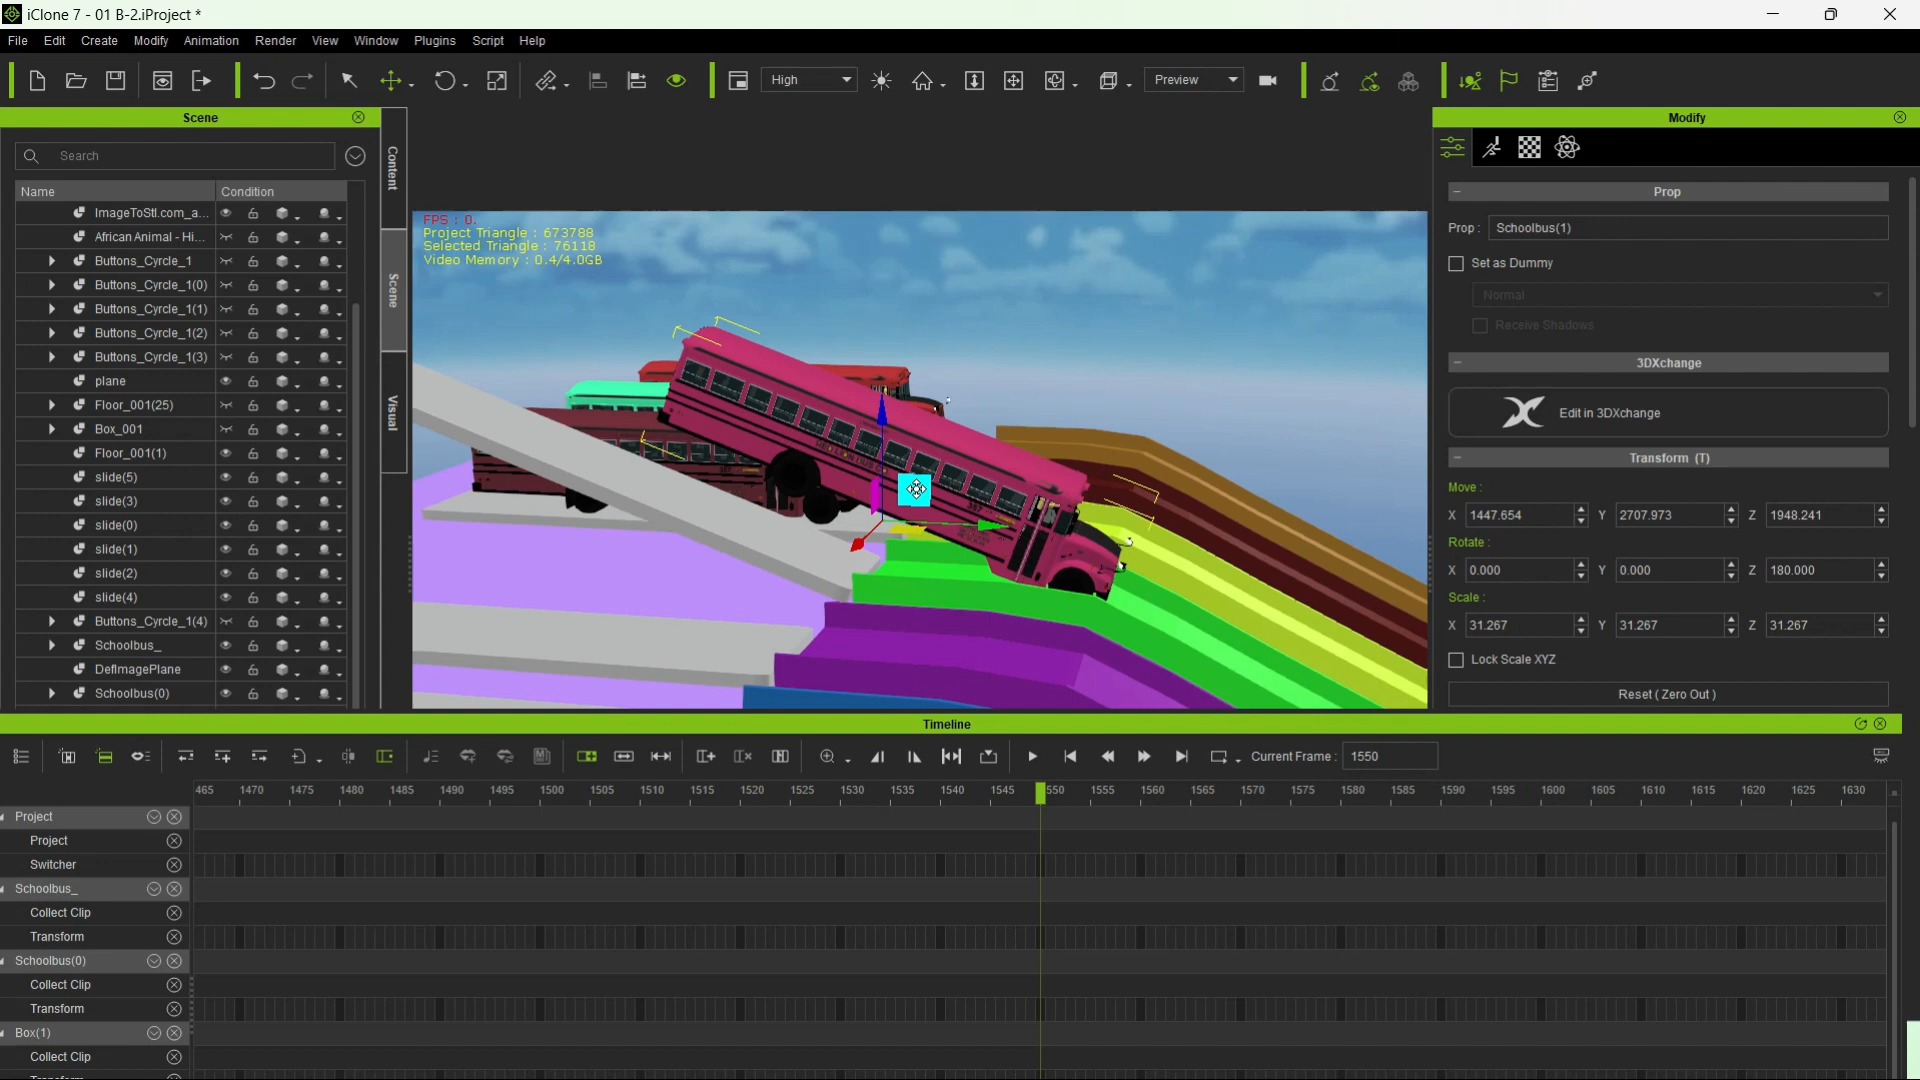 iClone 7 - 01 B-2.iProject *
File Edit Create Modify Animation Render View Window Plugins Script Help
High
Preview
Scene
Search
Name Condition
ImageToStl.com_a...
African Animal - Hi...
Buttons_Cyrcle_1
Buttons_Cyrcle_1(0)
Buttons_Cyrcle_1(1)
Buttons_Cyrcle_1(2)
Buttons_Cyrcle_1(3)
plane
Floor_001(25)
Box_001
Floor_001(1)
slide(5)
slide(3)
slide(0)
slide(1)
slide(2)
slide(4)
Buttons_Cyrcle_1(4)
Schoolbus_
DefImagePlane
Schoolbus(0)
Content
Scene
Visual
FPS : 0.
Project Triangle : 673788
Selected Triangle : 76118
Video Memory : 0.4/4.0GB
Modify
Prop
Prop : Schoolbus(1)
Set as Dummy
Normal
Receive Shadows
3DXchange
Edit in 3DXchange
Transform (T)
Move :
X 1447.654 Y 2707.973 Z 1948.241
Rotate :
X 0.000 Y 0.000 Z 180.000
Scale :
X 31.267 Y 31.267 Z 31.267
Lock Scale XYZ
Reset ( Zero Out )
Timeline
Current Frame : 1550
465 1470 1475 1480 1485 1490 1495 1500 1505 1510 1515 1520 1525 1530 1535 1540 1545 550 1555 1560 1565 1570 1575 1580 1585 1590 1595 1600 1605 1610 1615 1620 1625 1630
Project
Project
Switcher
Schoolbus_
Collect Clip
Transform
Schoolbus(0)
Collect Clip
Transform
Box(1)
Collect Clip